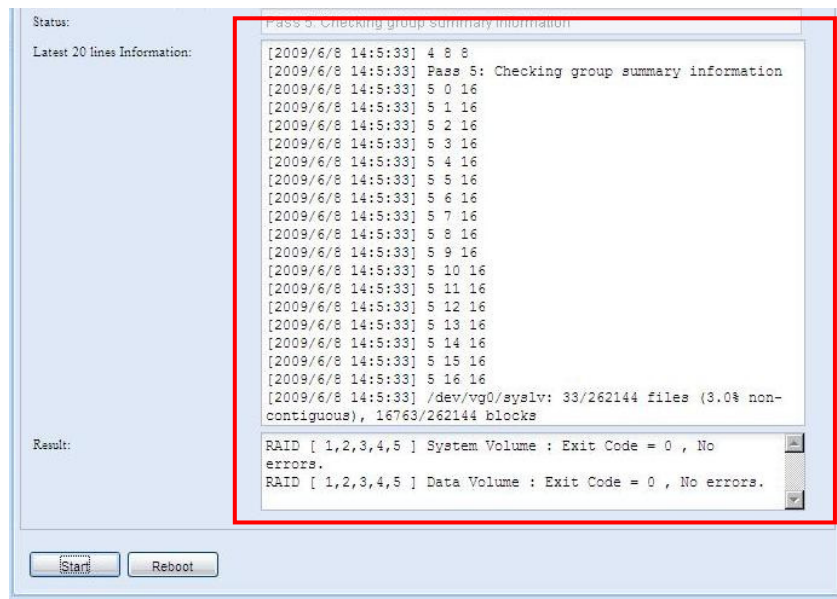 Status:
Pass 5: Checking group summary information
Latest 20 lines Information:
[2009/6/8 14:5:33] 4 8 8
[2009/6/8 14:5:33] Pass 5: Checking group summary information
[2009/6/8 14:5:33] 5 0 16
[2009/6/8 14:5:33] 5 1 16
[2009/6/8 14:5:33] 5 2 16
[2009/6/8 14:5:33] 5 3 16
[2009/6/8 14:5:33] 5 4 16
[2009/6/8 14:5:33] 5 5 16
[2009/6/8 14:5:33] 5 6 16
[2009/6/8 14:5:33] 5 7 16
[2009/6/8 14:5:33] 5 8 16
[2009/6/8 14:5:33] 5 9 16
[2009/6/8 14:5:33] 5 10 16
[2009/6/8 14:5:33] 5 11 16
[2009/6/8 14:5:33] 5 12 16
[2009/6/8 14:5:33] 5 13 16
[2009/6/8 14:5:33] 5 14 16
[2009/6/8 14:5:33] 5 15 16
[2009/6/8 14:5:33] 5 16 16
[2009/6/8 14:5:33] /dev/vg0/syslv: 33/262144 files (3.0% non-
contiguous), 16763/262144 blocks
Result:
RAID [ 1,2,3,4,5 ] System Volume : Exit Code = 0 , No
errors.
RAID [ 1,2,3,4,5 ] Data Volume : Exit Code = 0 , No errors.
Start
Reboot